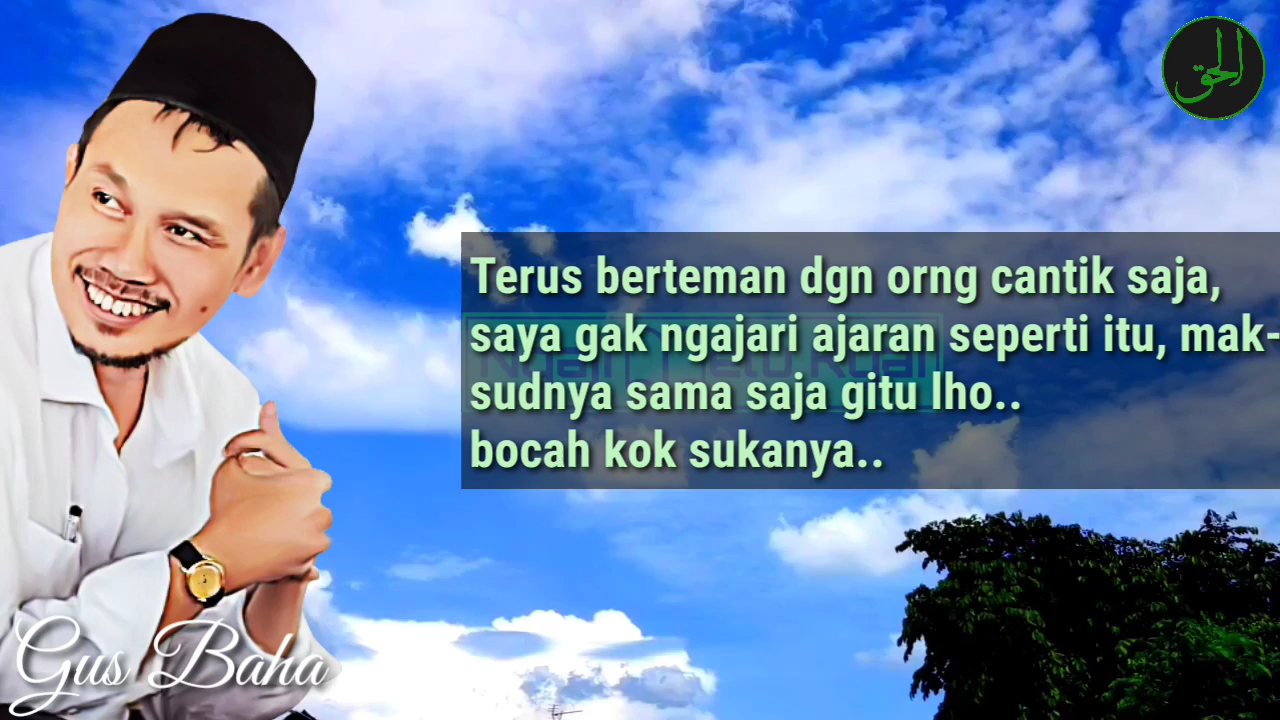 الحق
Terus berteman dgn orng cantik saja,
saya gak ngajari ajaran seperti itu, mak-
sudnya sama saja gitu lho..
bocah kok sukanya..
Gus Baha